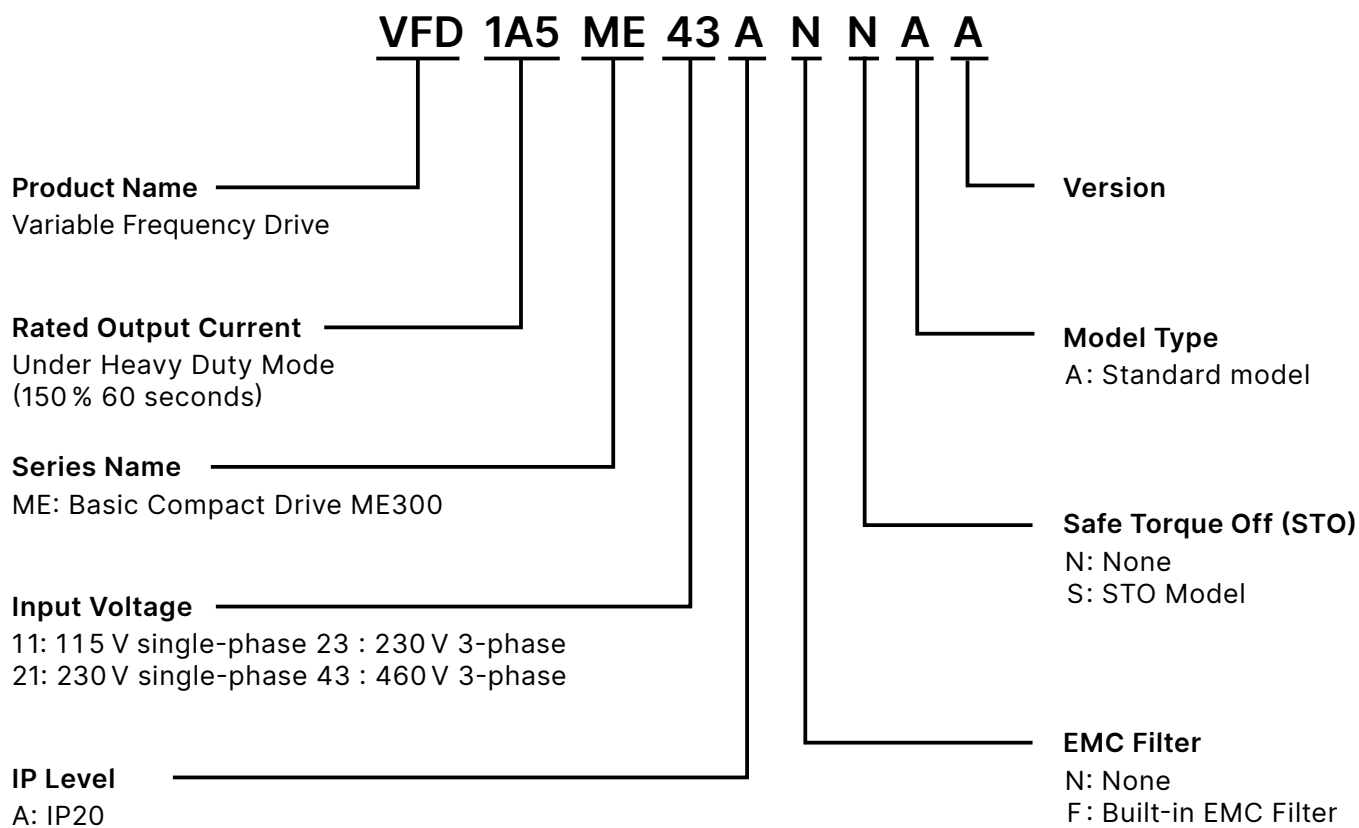 VFD 1A5 ME 43 A N N A A
Product Name
Variable Frequency Drive
Rated Output Current
Under Heavy Duty Mode
(150 % 60 seconds)
Series Name
ME: Basic Compact Drive ME300
Input Voltage
11: 115 V single-phase 23 : 230 V 3-phase
21: 230 V single-phase 43 : 460 V 3-phase
IP Level
A: IP20
Version
Model Type
A: Standard model
Safe Torque Off (STO)
N: None
S: STO Model
EMC Filter
N: None
F: Built-in EMC Filter